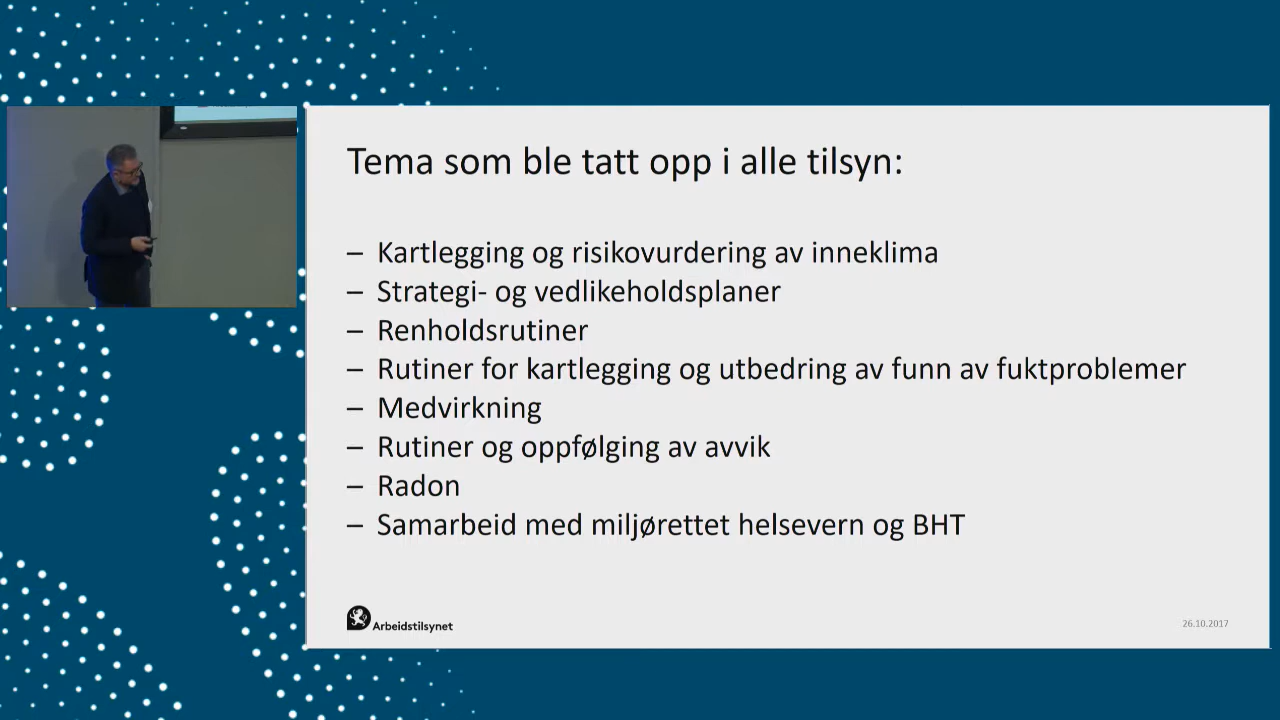 Tema som ble tatt opp i alle tilsyn:
– Kartlegging og risikovurdering av inneklima
– Strategi- og vedlikeholdsplaner
– Renholdsrutiner
– Rutiner for kartlegging og utbedring av funn av fuktproblemer
– Medvirkning
– Rutiner og oppfølging av avvik
– Radon
– Samarbeid med miljørettet helsevern og BHT
Arbeidstilsynet
26.10.2017